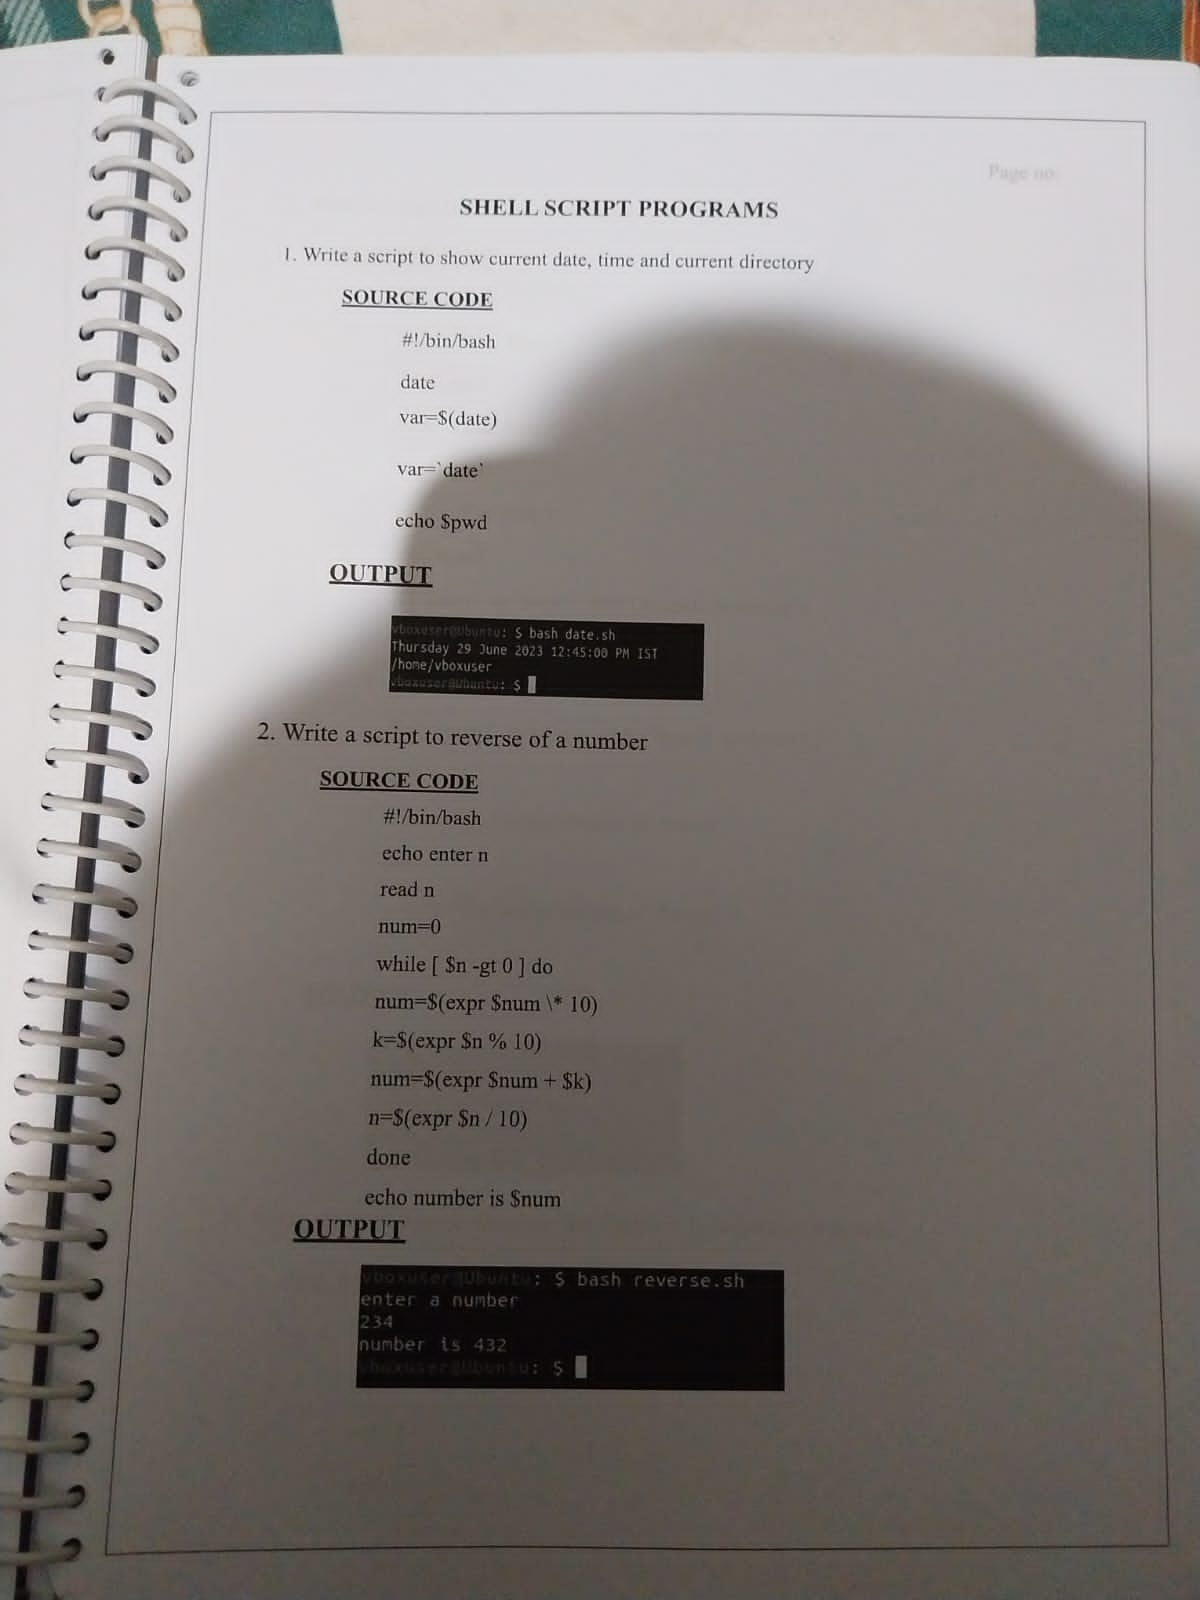 Page no:
SHELL SCRIPT PROGRAMS
1. Write a script to show current date, time and current directory
SOURCE CODE
#!/bin/bash
date
var=$(date)
var=`date`
echo $pwd
OUTPUT
vboxuser@Ubuntu: $ bash date.sh
Thursday 29 June 2023 12:45:00 PM IST
/home/vboxuser
vboxuser@Ubuntu: $
2. Write a script to reverse of a number
SOURCE CODE
#!/bin/bash
echo enter n
read n
num=0
while [ $n -gt 0 ] do
num=$(expr $num \* 10)
k=$(expr $n % 10)
num=$(expr $num + $k)
n=$(expr $n / 10)
done
echo number is $num
OUTPUT
vboxuser@Ubuntu: $ bash reverse.sh
enter a number
234
number is 432
vboxuser@Ubuntu: $